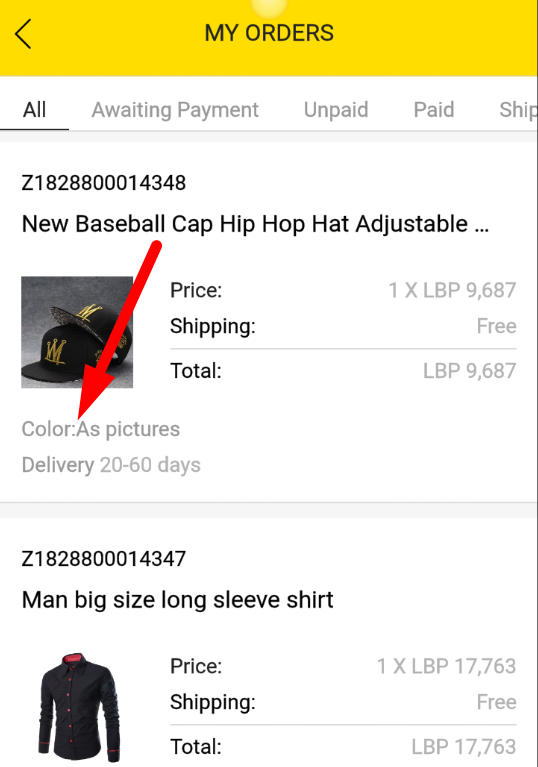 MY ORDERS
All Awaiting Payment Unpaid Paid Ship
Z1828800014348
New Baseball Cap Hip Hop Hat Adjustable ...
Price: 1 X LBP 9,687
Shipping: Free
Total: LBP 9,687
Color:As pictures
Delivery 20-60 days
Z1828800014347
Man big size long sleeve shirt
Price: 1 X LBP 17,763
Shipping: Free
Total: LBP 17,763